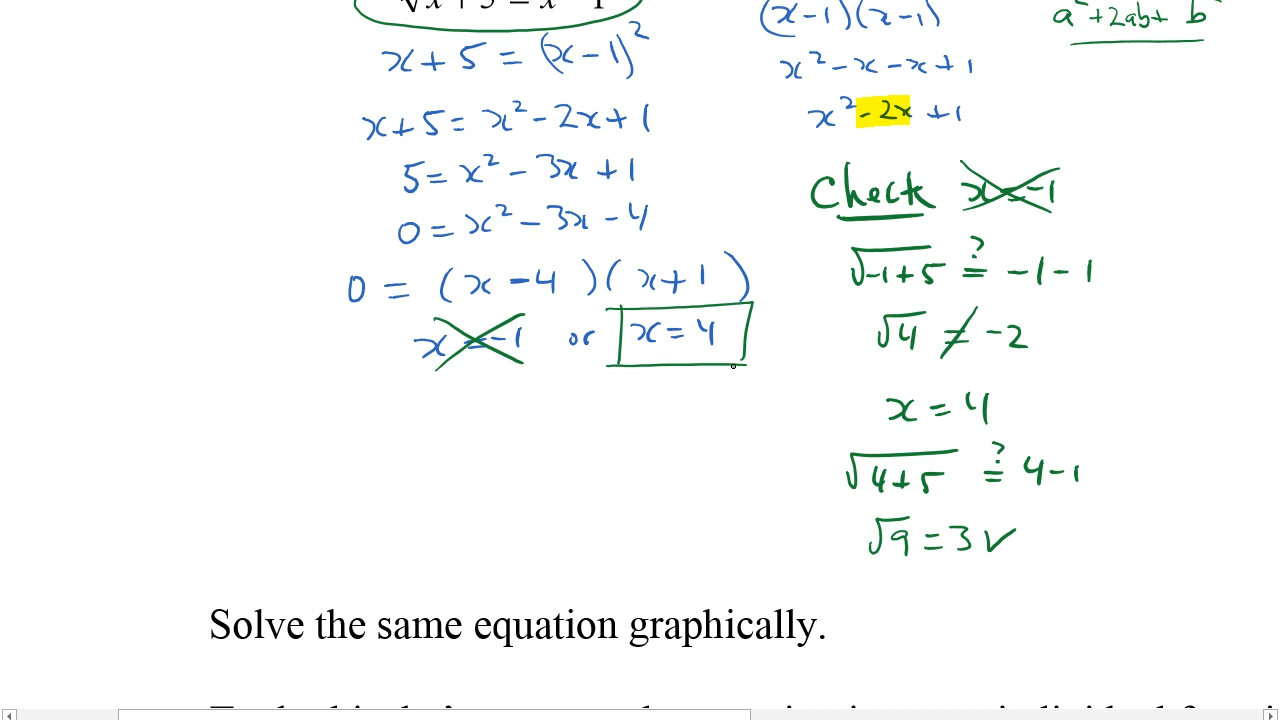 √x + 5 = x − 1
x + 5 = (x − 1)²
x + 5 = x² − 2x + 1
5 = x² − 3x + 1
0 = x² − 3x − 4
0 = (x − 4)(x + 1)
x = −1 or x = 4
(x − 1)(x − 1)
x² − x − x + 1
x² − 2x + 1
a² + 2ab + b²
Check x = −1
√−1+5 ≟ −1 − 1
√4 ≠ −2
x = 4
√4+5 ≟ 4 − 1
√9 = 3 ✓
Solve the same equation graphically.